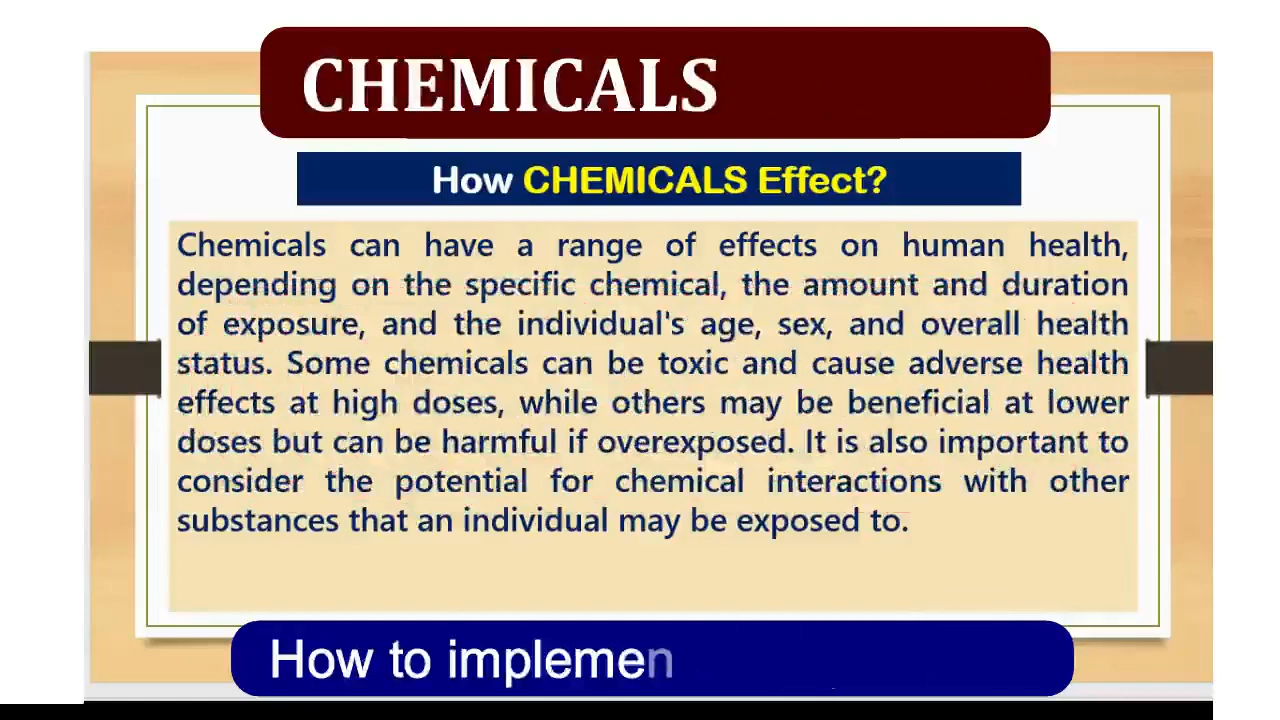 CHEMICALS
How CHEMICALS Effect?
Chemicals can have a range of effects on human health,
depending on the specific chemical, the amount and duration
of exposure, and the individual's age, sex, and overall health
status. Some chemicals can be toxic and cause adverse health
effects at high doses, while others may be beneficial at lower
doses but can be harmful if overexposed. It is also important to
consider the potential for chemical interactions with other
substances that an individual may be exposed to.
How to implemen